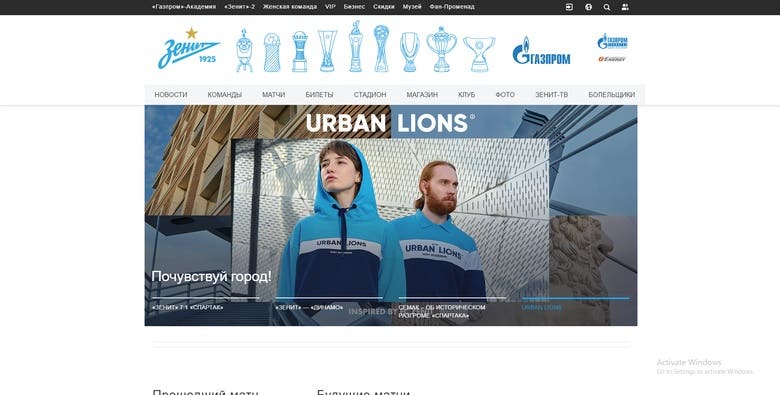 «Газпром»-Академия «Зенит»-2 Женская команда VIP Бизнес Скидки Музей Фан-Променад
Зенит
1925
ГАЗПРОМ
ГАЗПРОМ
НОВОСТИ КОМАНДЫ МАТЧИ БИЛЕТЫ СТАДИОН МАГАЗИН КЛУБ ФОТО ЗЕНИТ-ТВ БОЛЕЛЬЩИКИ
URBAN LIONS®
URBAN LIONS
URBAN LIONS
Почувствуй город!
«ЗЕНИТ» 7:1 «СПАРТАК» «ЗЕНИТ» — «ДИНАМО» СЕМАК – ОБ ИСТОРИЧЕСКОМ РАЗГРОМЕ «СПАРТАКА» URBAN LIONS
INSPIRED BY
Activate Windows
Go to Settings to activate Windows.
Прошедший матч Будущие матчи